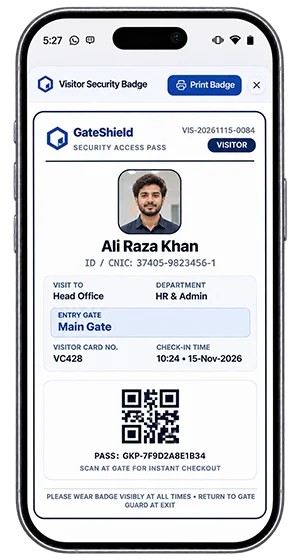 5:27
Visitor Security Badge
Print Badge
GateShield
SECURITY ACCESS PASS
VIS-20261115-0084
VISITOR
Ali Raza Khan
ID / CNIC: 37405-9823456-1
VISIT TO
Head Office
DEPARTMENT
HR & Admin
ENTRY GATE
Main Gate
VISITOR CARD NO.
VC428
CHECK-IN TIME
10:24 • 15-Nov-2026
PASS: GKP-7F9D2A8E1B34
SCAN AT GATE FOR INSTANT CHECKOUT
PLEASE WEAR BADGE VISIBLY AT ALL TIMES • RETURN TO GATE
GUARD AT EXIT